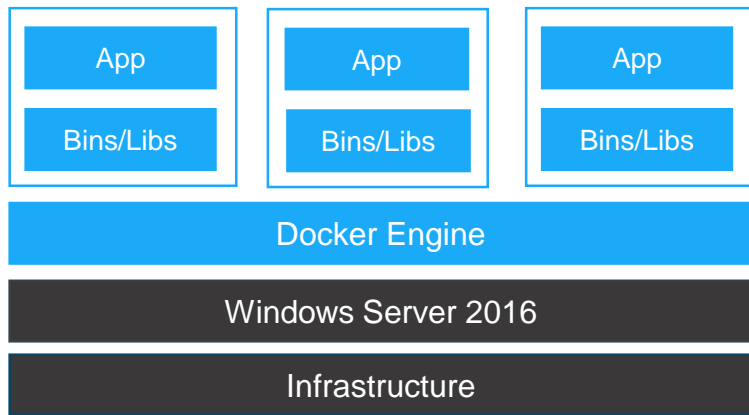 App
App
App
Bins/Libs
Bins/Libs
Bins/Libs
Docker Engine
Windows Server 2016
Infrastructure